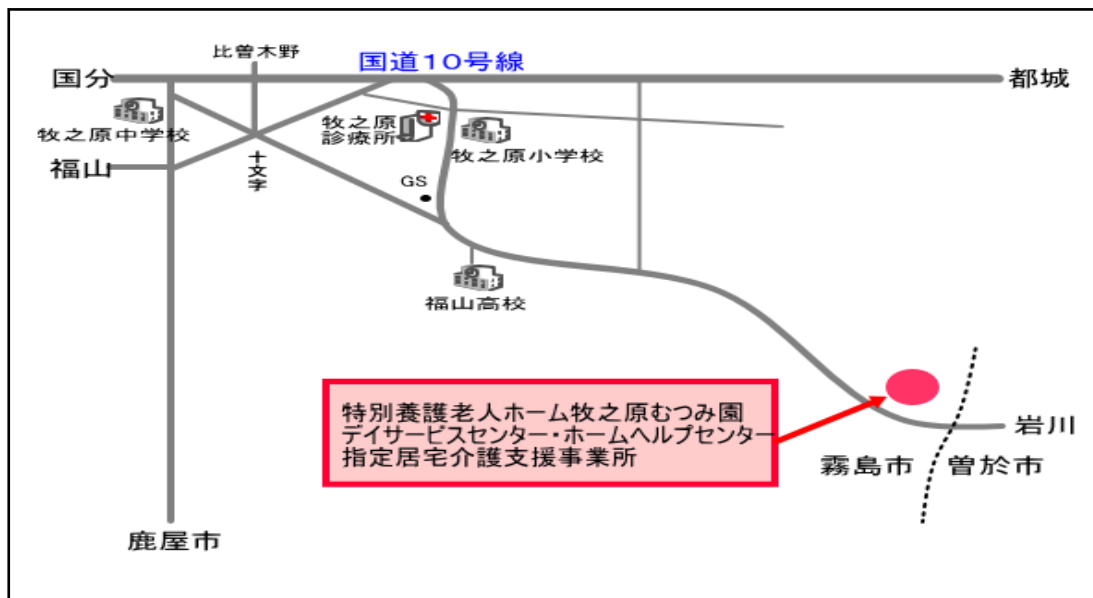 比曽木野
国道10号線
国分
都城
牧之原中学校
牧之原
診療所
牧之原小学校
福山
十文字
GS
福山高校
特別養護老人ホーム牧之原むつみ園
デイサービスセンター・ホームヘルプセンター
指定居宅介護支援事業所
岩川
霧島市
曽於市
鹿屋市